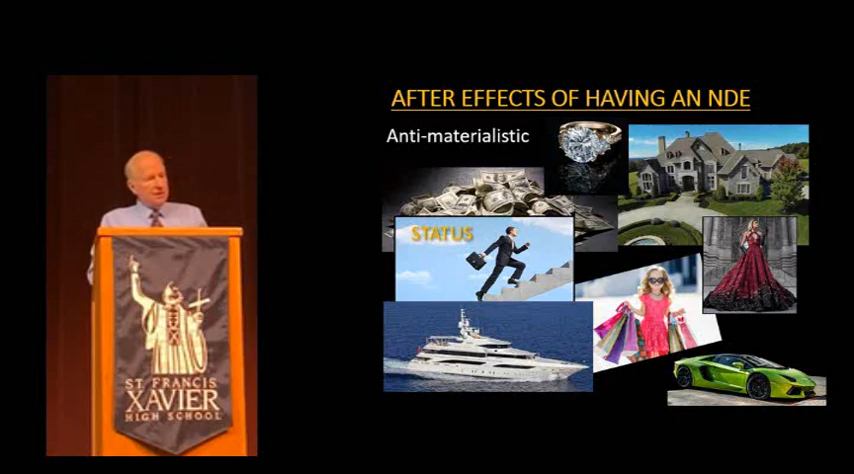 AFTER EFFECTS OF HAVING AN NDE
Anti-materialistic
STATUS
ST. FRANCIS
XAVIER
HIGH SCHOOL